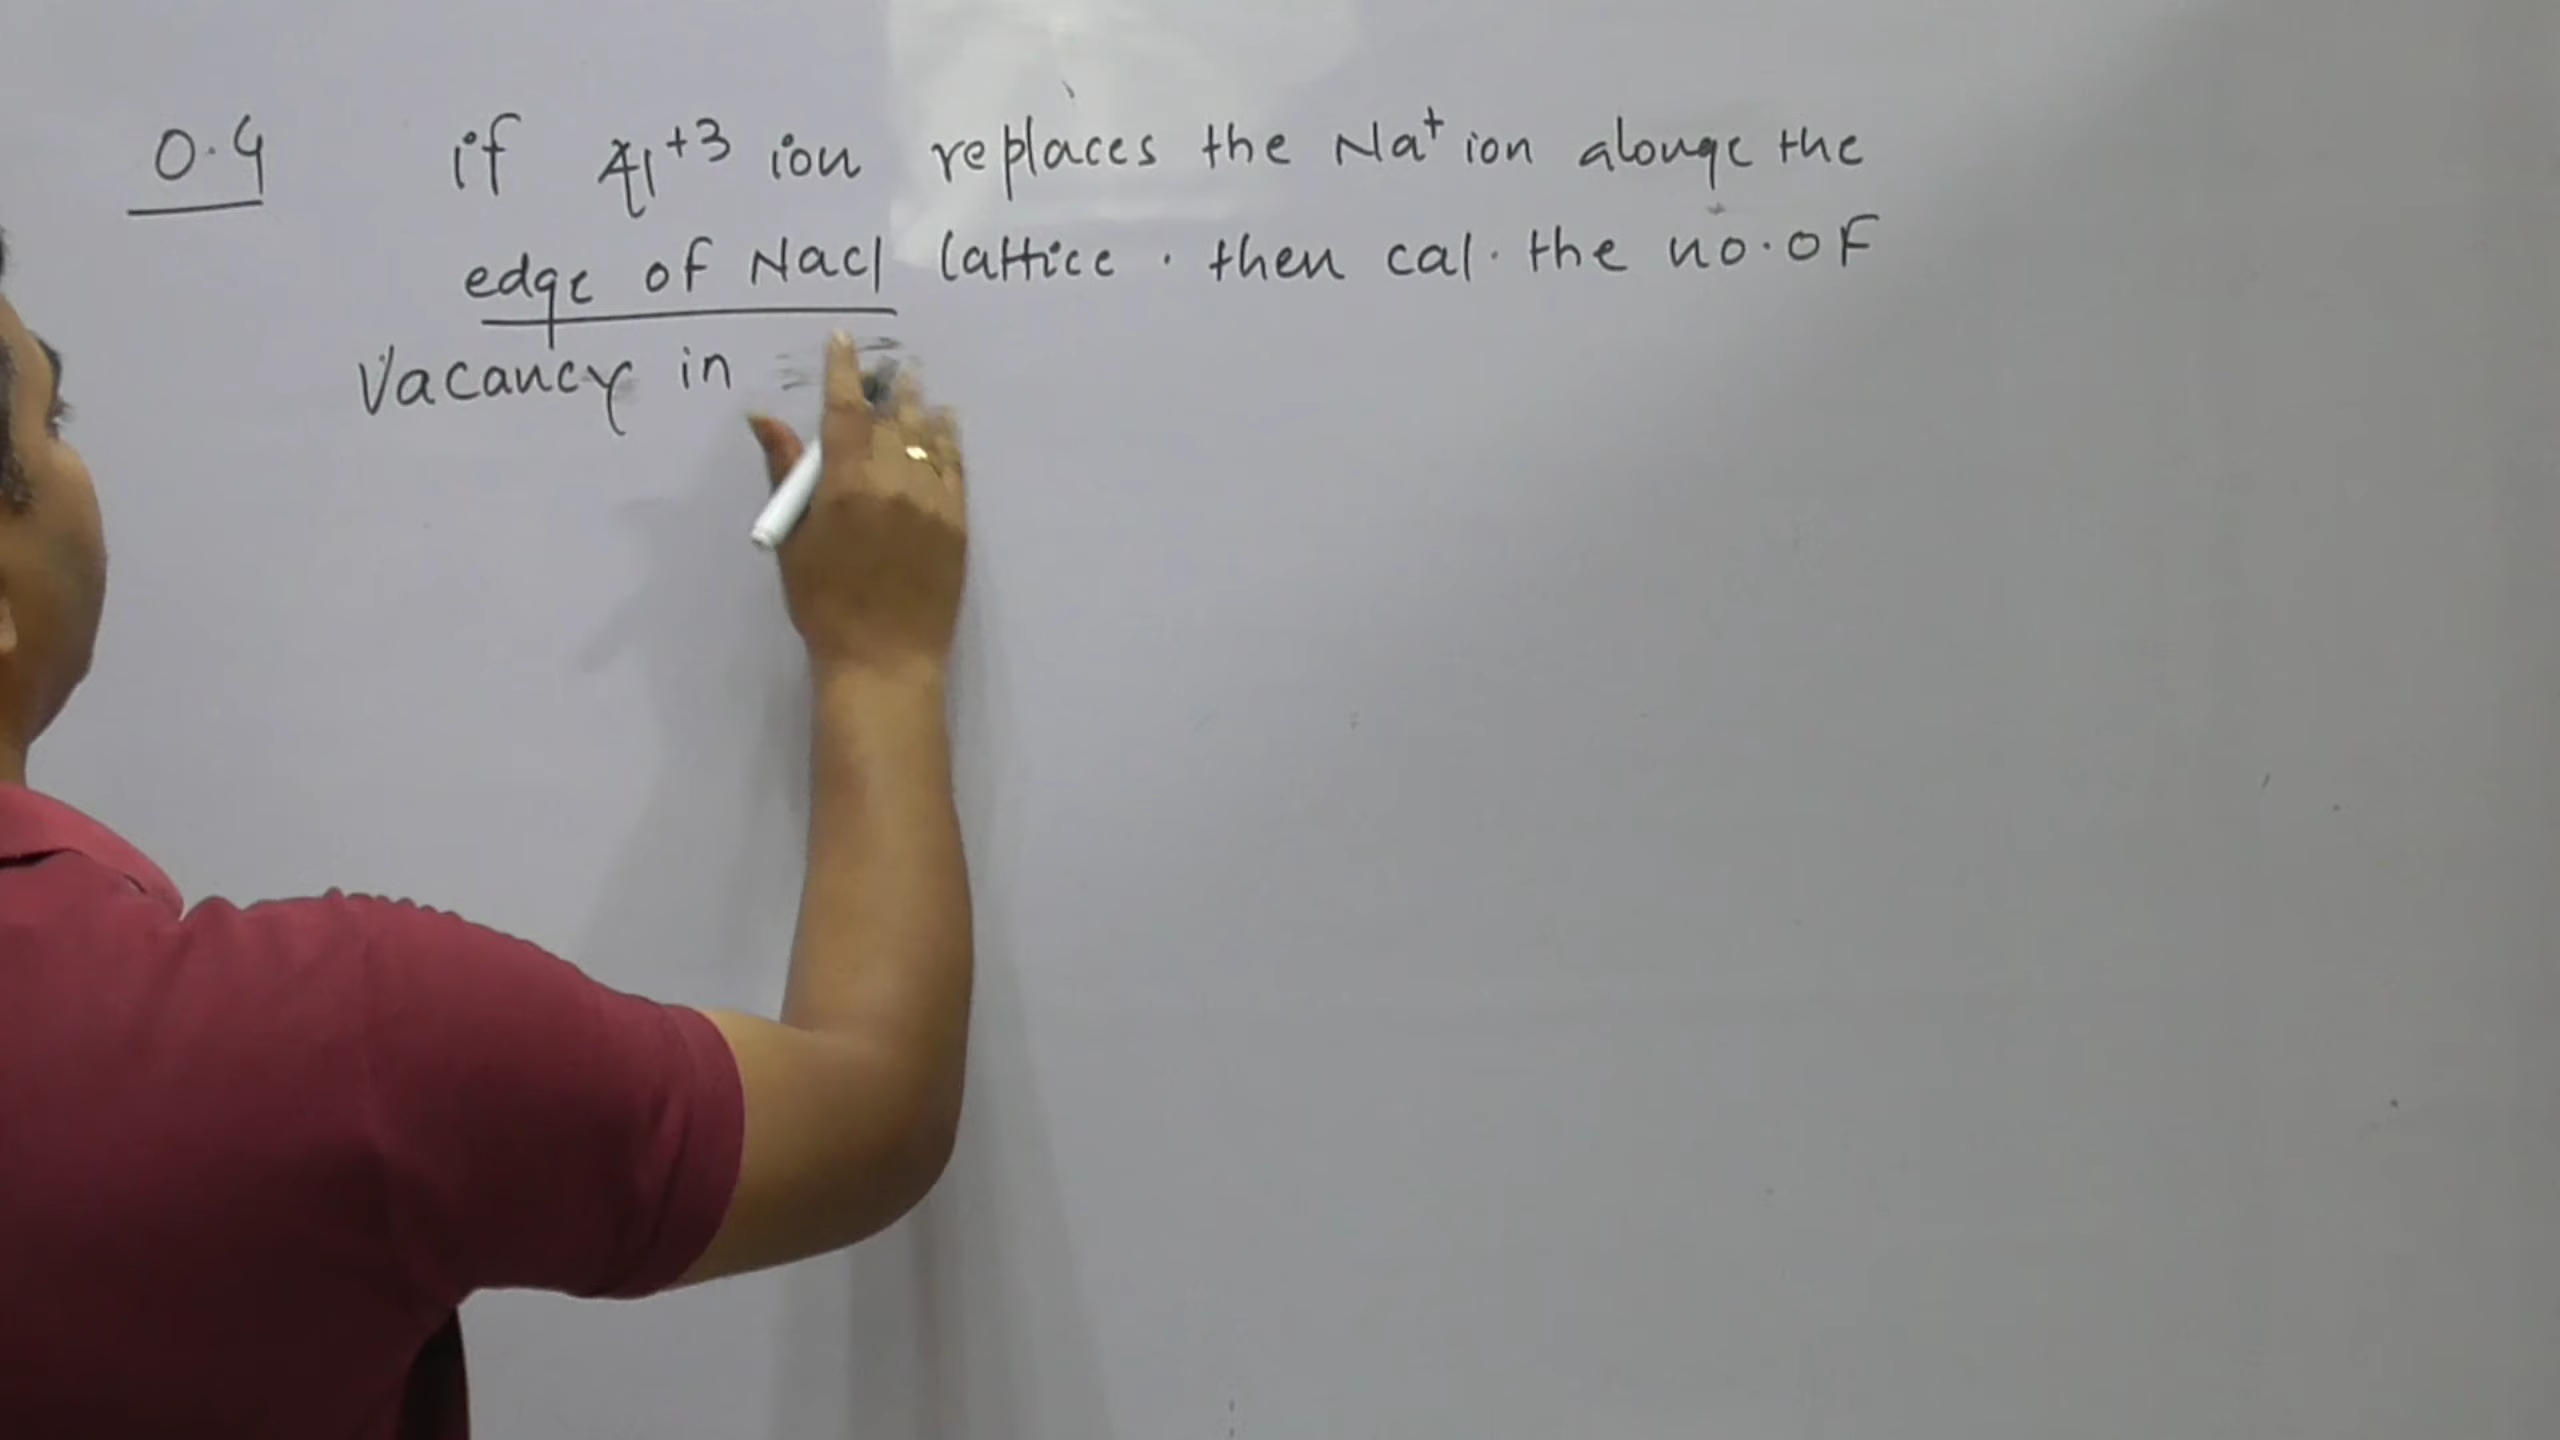 Q.4 if Al+3 ion replaces the Na+ ion alonge the
edge of Nacl lattice. then cal. the no. of
Vacancy in